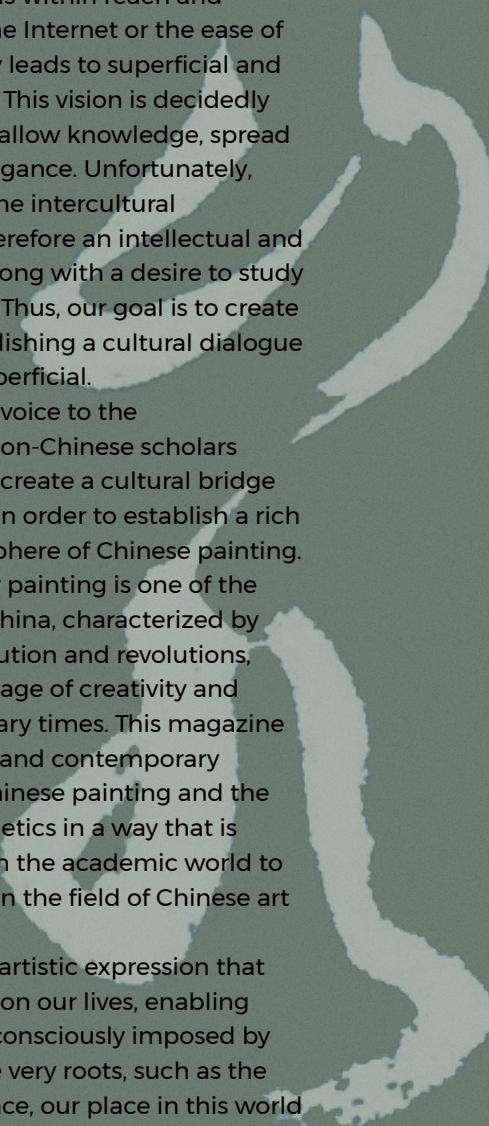 s within reach and
e Internet or the ease of
leads to superficial and
This vision is decidedly
allow knowledge, spread
gance. Unfortunately,
he intercultural
erefore an intellectual and
ong with a desire to study
Thus, our goal is to create
lishing a cultural dialogue
perficial.
voice to the
on-Chinese scholars
create a cultural bridge
n order to establish a rich
phere of Chinese painting.
painting is one of the
hina, characterized by
ution and revolutions,
age of creativity and
ary times. This magazine
and contemporary
hinese painting and the
etics in a way that is
n the academic world to
n the field of Chinese art
artistic expression that
on our lives, enabling
consciously imposed by
very roots, such as the
ce, our place in this world